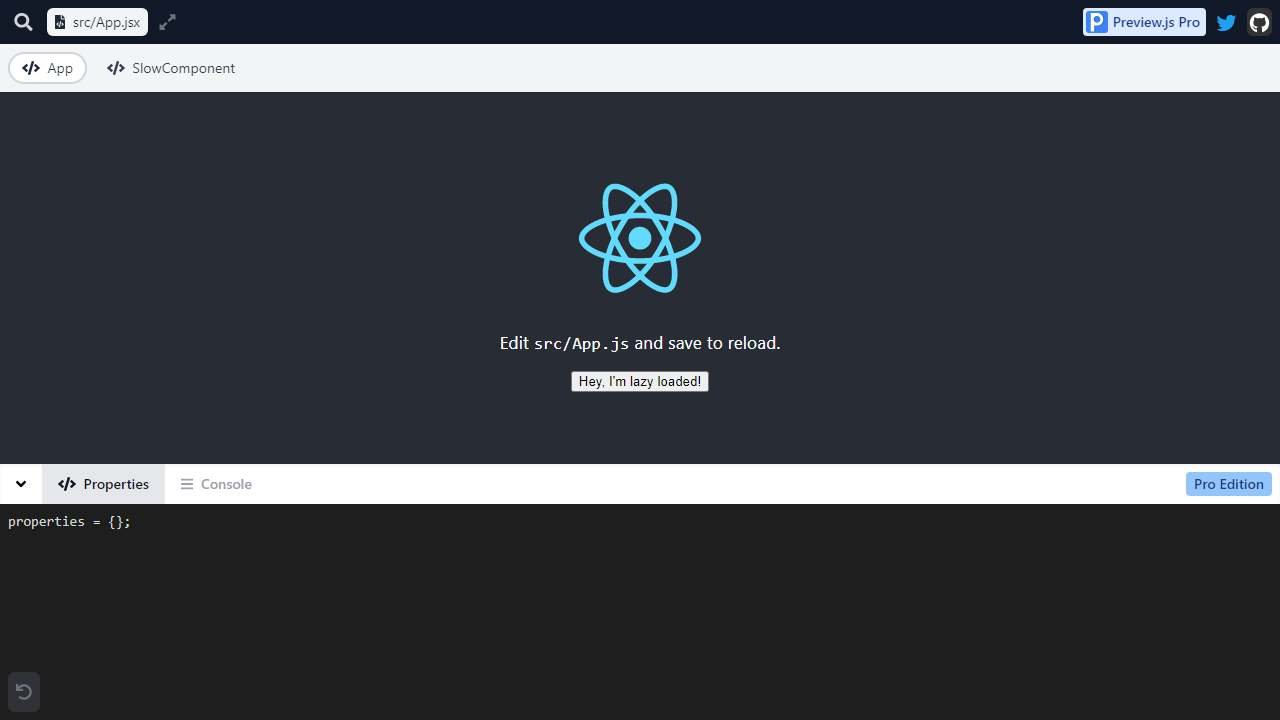 src/App.jsx
Preview.js Pro
App
SlowComponent
Edit src/App.js and save to reload.
Hey, I'm lazy loaded!
Properties
Console
Pro Edition
properties = {};